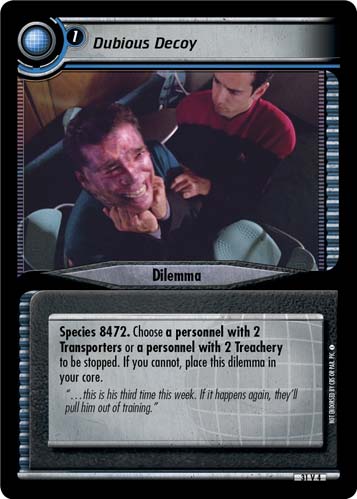 1
Dubious Decoy
Dilemma
Species 8472. Choose a personnel with 2
Transporters or a personnel with 2 Treachery
to be stopped. If you cannot, place this dilemma in
your core.
"…this is his third time this week. If it happens again, they'll
pull him out of training."
NOT ENDORSED BY CBS OR PAR. PIC.
31 V 4